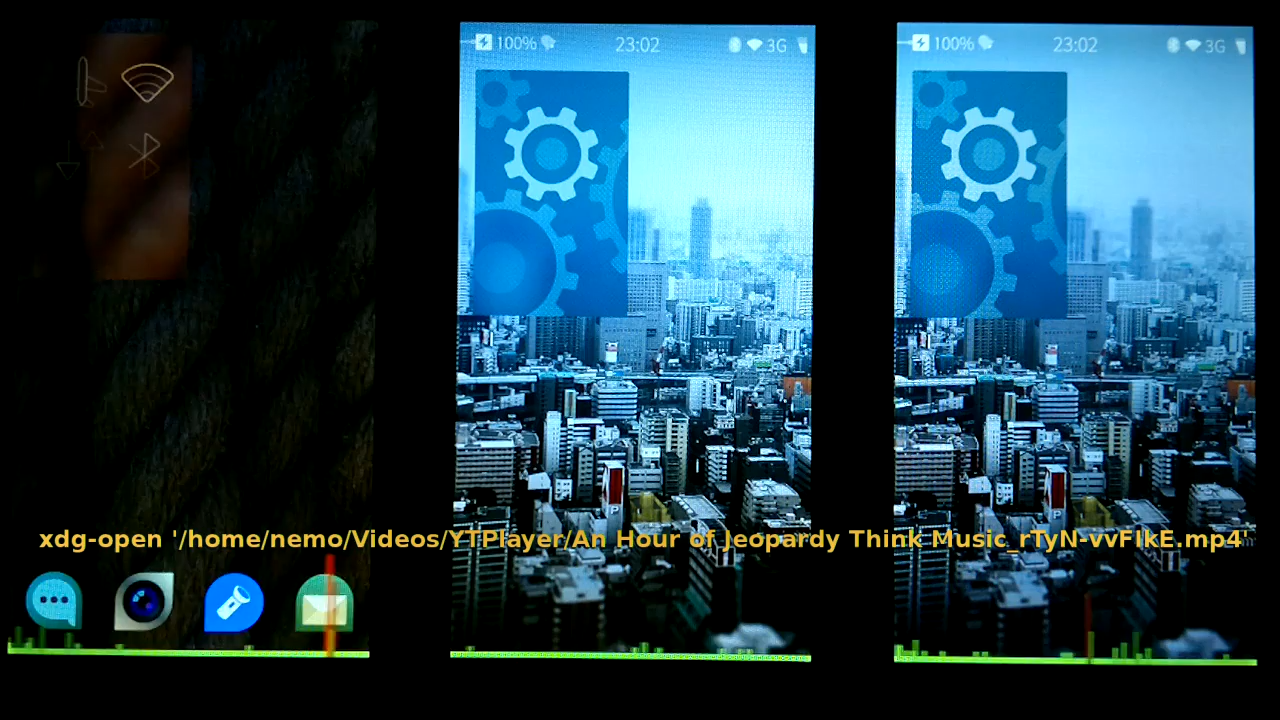 100% 23:02 3G
100% 23:02 3G
xdg-open '/home/nemo/Videos/YTPlayer/An Hour of Jeopardy Think Music_rTyN-vvFIkE.mp4'
P